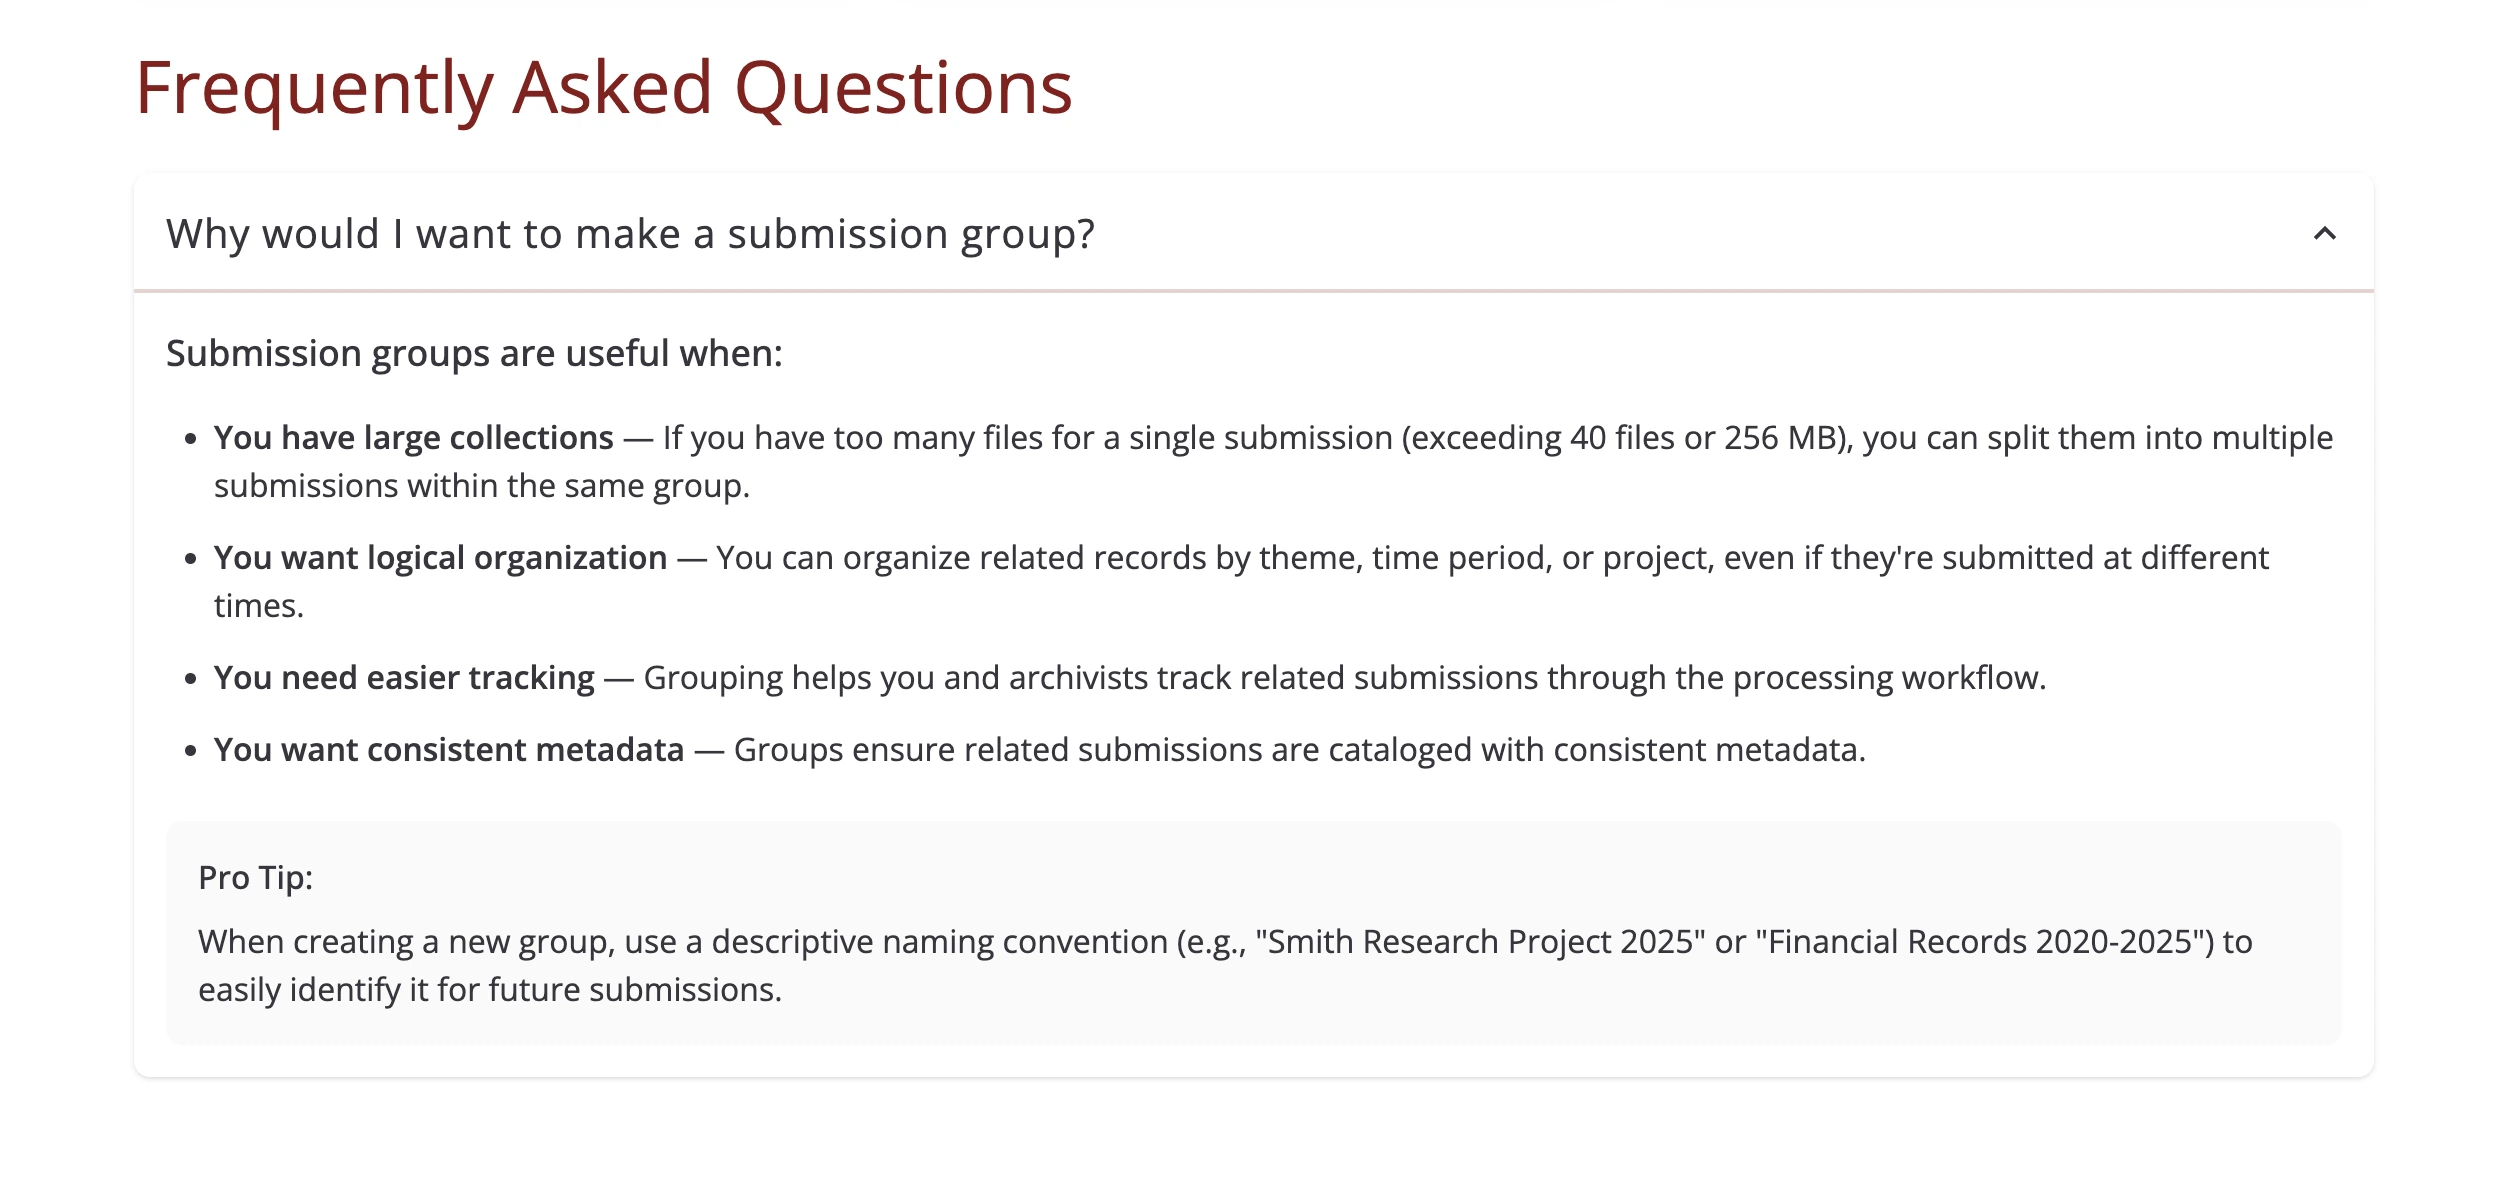 Frequently Asked Questions
Why would I want to make a submission group?
Submission groups are useful when:
• You have large collections — If you have too many files for a single submission (exceeding 40 files or 256 MB), you can split them into multiple
submissions within the same group.
• You want logical organization — You can organize related records by theme, time period, or project, even if they're submitted at different
times.
• You need easier tracking — Grouping helps you and archivists track related submissions through the processing workflow.
• You want consistent metadata — Groups ensure related submissions are cataloged with consistent metadata.
Pro Tip:
When creating a new group, use a descriptive naming convention (e.g., "Smith Research Project 2025" or "Financial Records 2020-2025") to
easily identify it for future submissions.